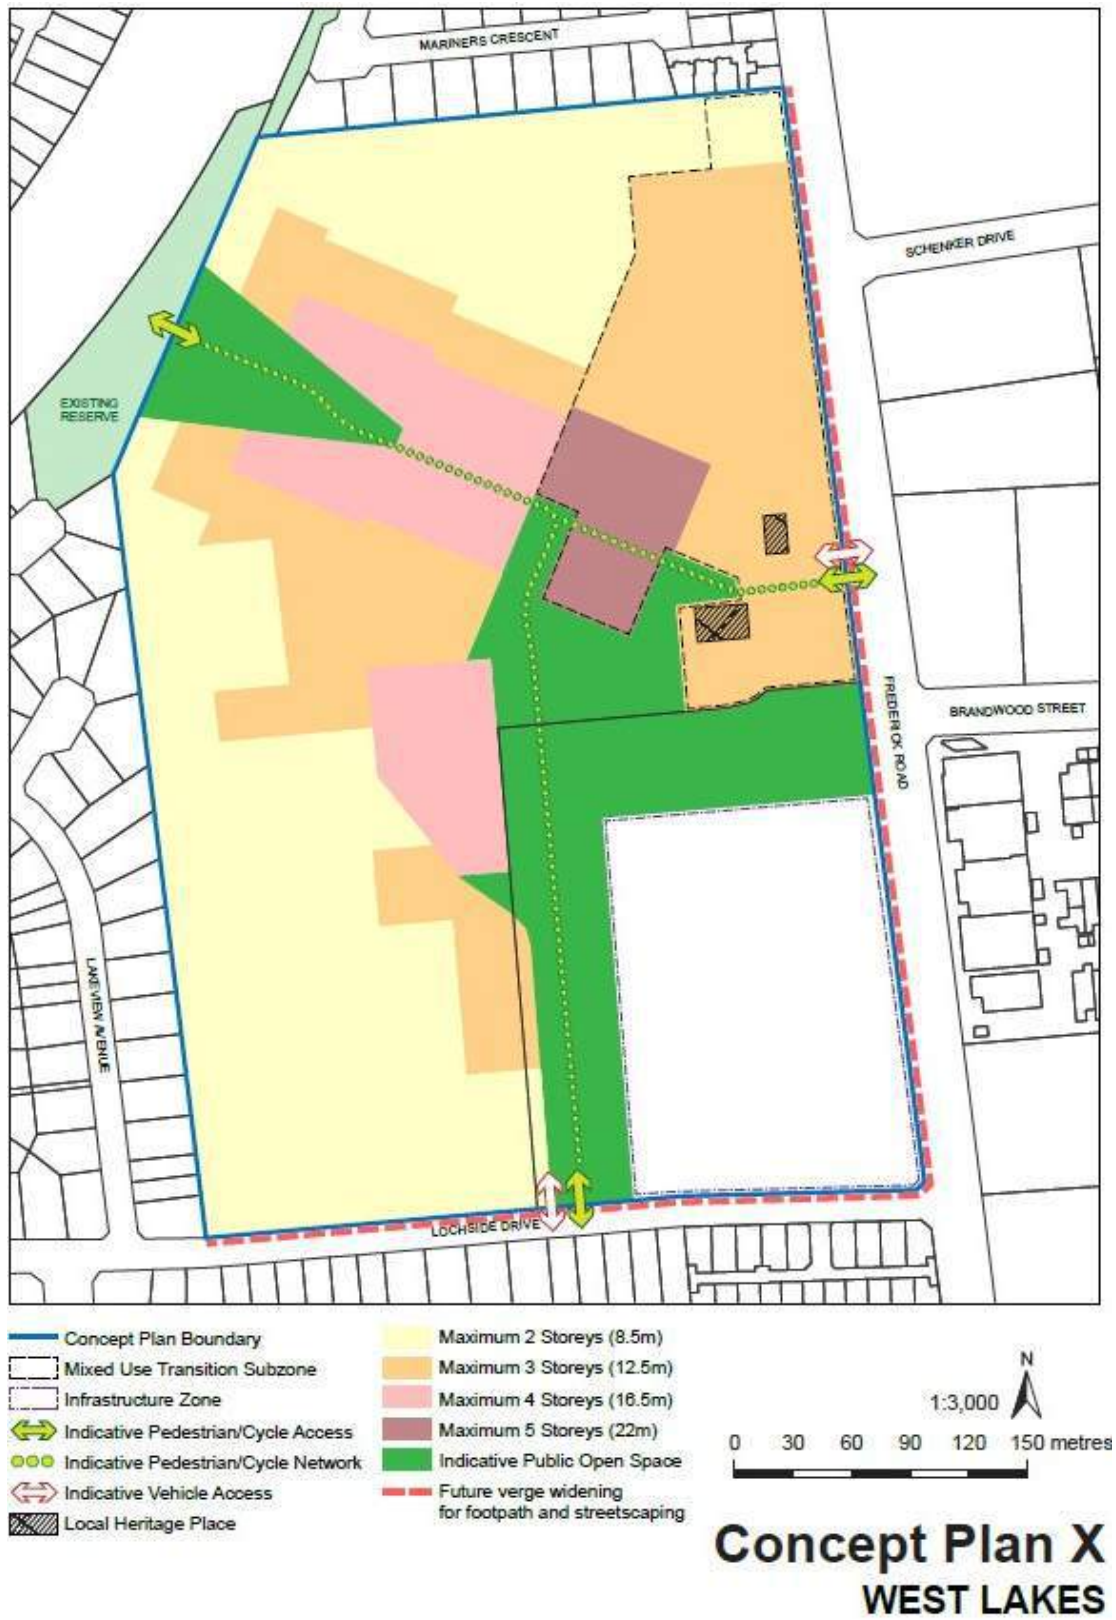 MARINERS CRESCENT
SCHENKER DRIVE
EXISTING
RESERVE
FREDERICK ROAD
BRANDWOOD STREET
LAKEVIEW AVENUE
LOCHSIDE DRIVE
Concept Plan Boundary
Mixed Use Transition Subzone
Infrastructure Zone
Indicative Pedestrian/Cycle Access
Indicative Pedestrian/Cycle Network
Indicative Vehicle Access
Local Heritage Place
Maximum 2 Storeys (8.5m)
Maximum 3 Storeys (12.5m)
Maximum 4 Storeys (16.5m)
Maximum 5 Storeys (22m)
Indicative Public Open Space
Future verge widening
for footpath and streetscaping
N
1:3,000
0 30 60 90 120 150 metres
Concept Plan X
WEST LAKES